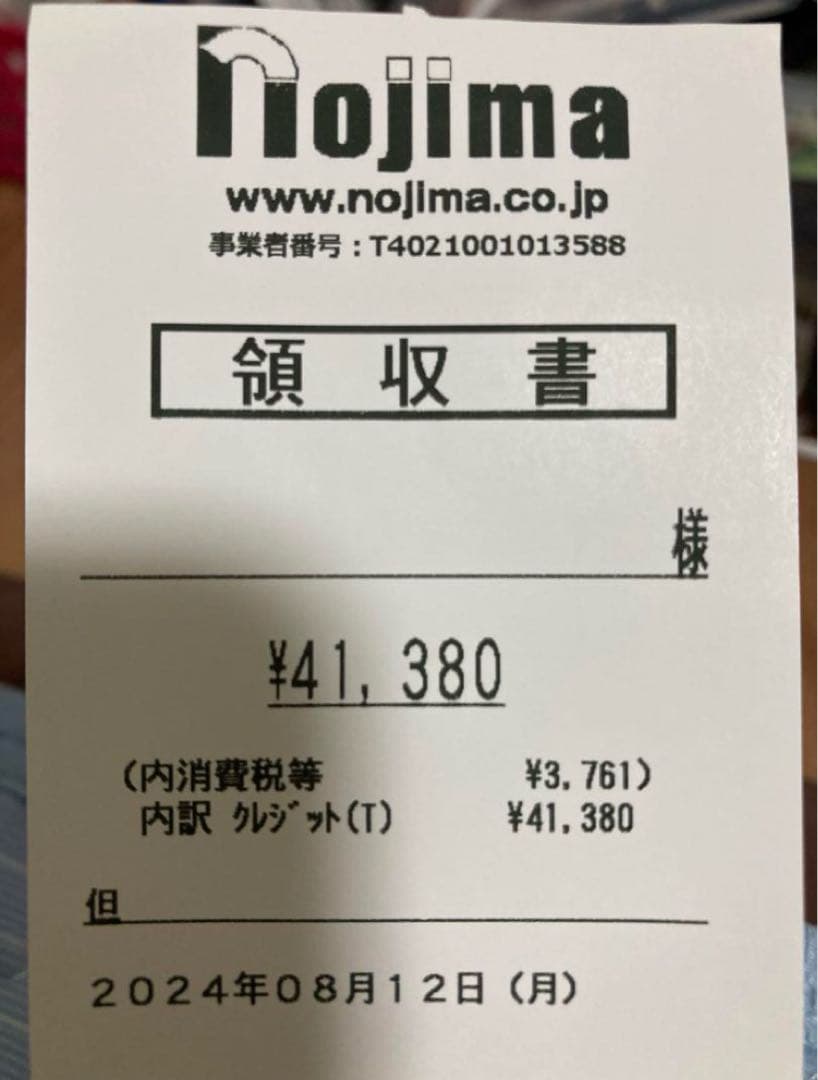 nojima
www.nojima.co.jp
事業者番号：T4021001013588
領 収 書
様
¥41,380
（内消費税等 ¥3,761）
内訳 ｸﾚｼﾞｯﾄ(T) ¥41,380
但
２０２４年０８月１２日（月）